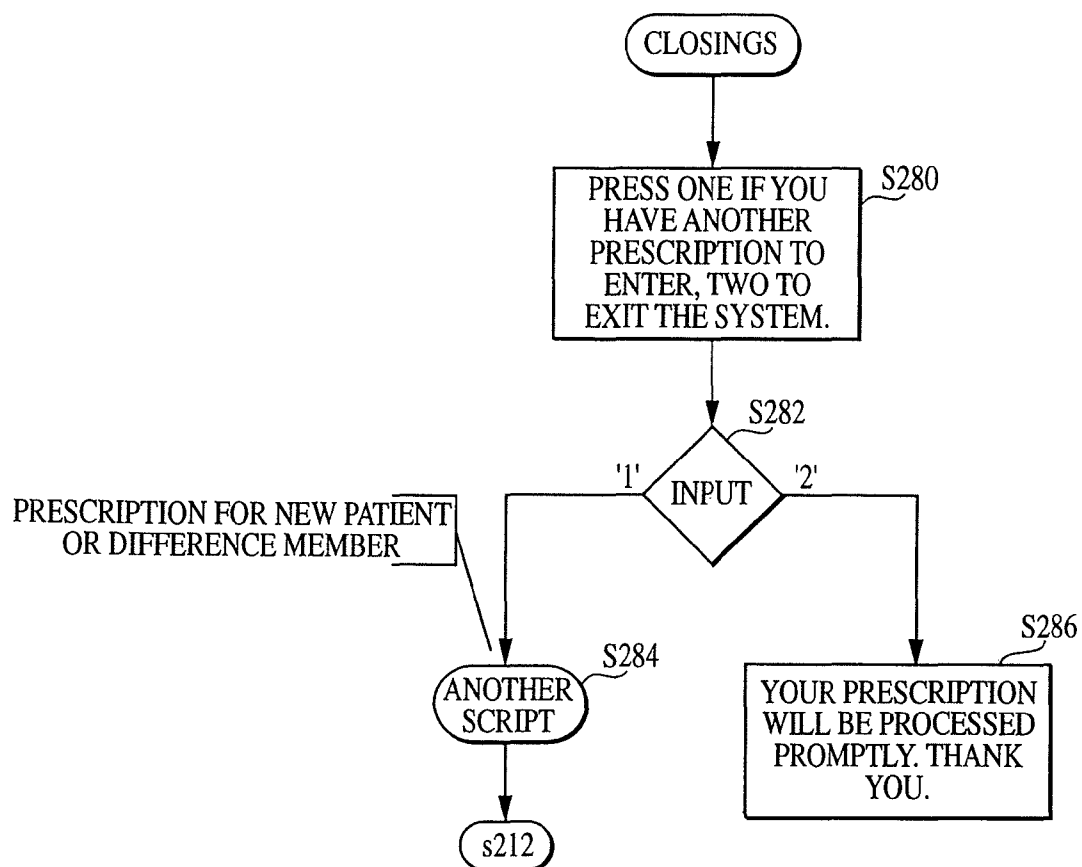 CLOSINGS
S280
PRESS ONE IF YOU
HAVE ANOTHER
PRESCRIPTION TO
ENTER, TWO TO
EXIT THE SYSTEM.
S282
'1'
INPUT
'2'
PRESCRIPTION FOR NEW PATIENT
OR DIFFERENCE MEMBER
S284
ANOTHER
SCRIPT
S286
YOUR PRESCRIPTION
WILL BE PROCESSED
PROMPTLY. THANK
YOU.
s212